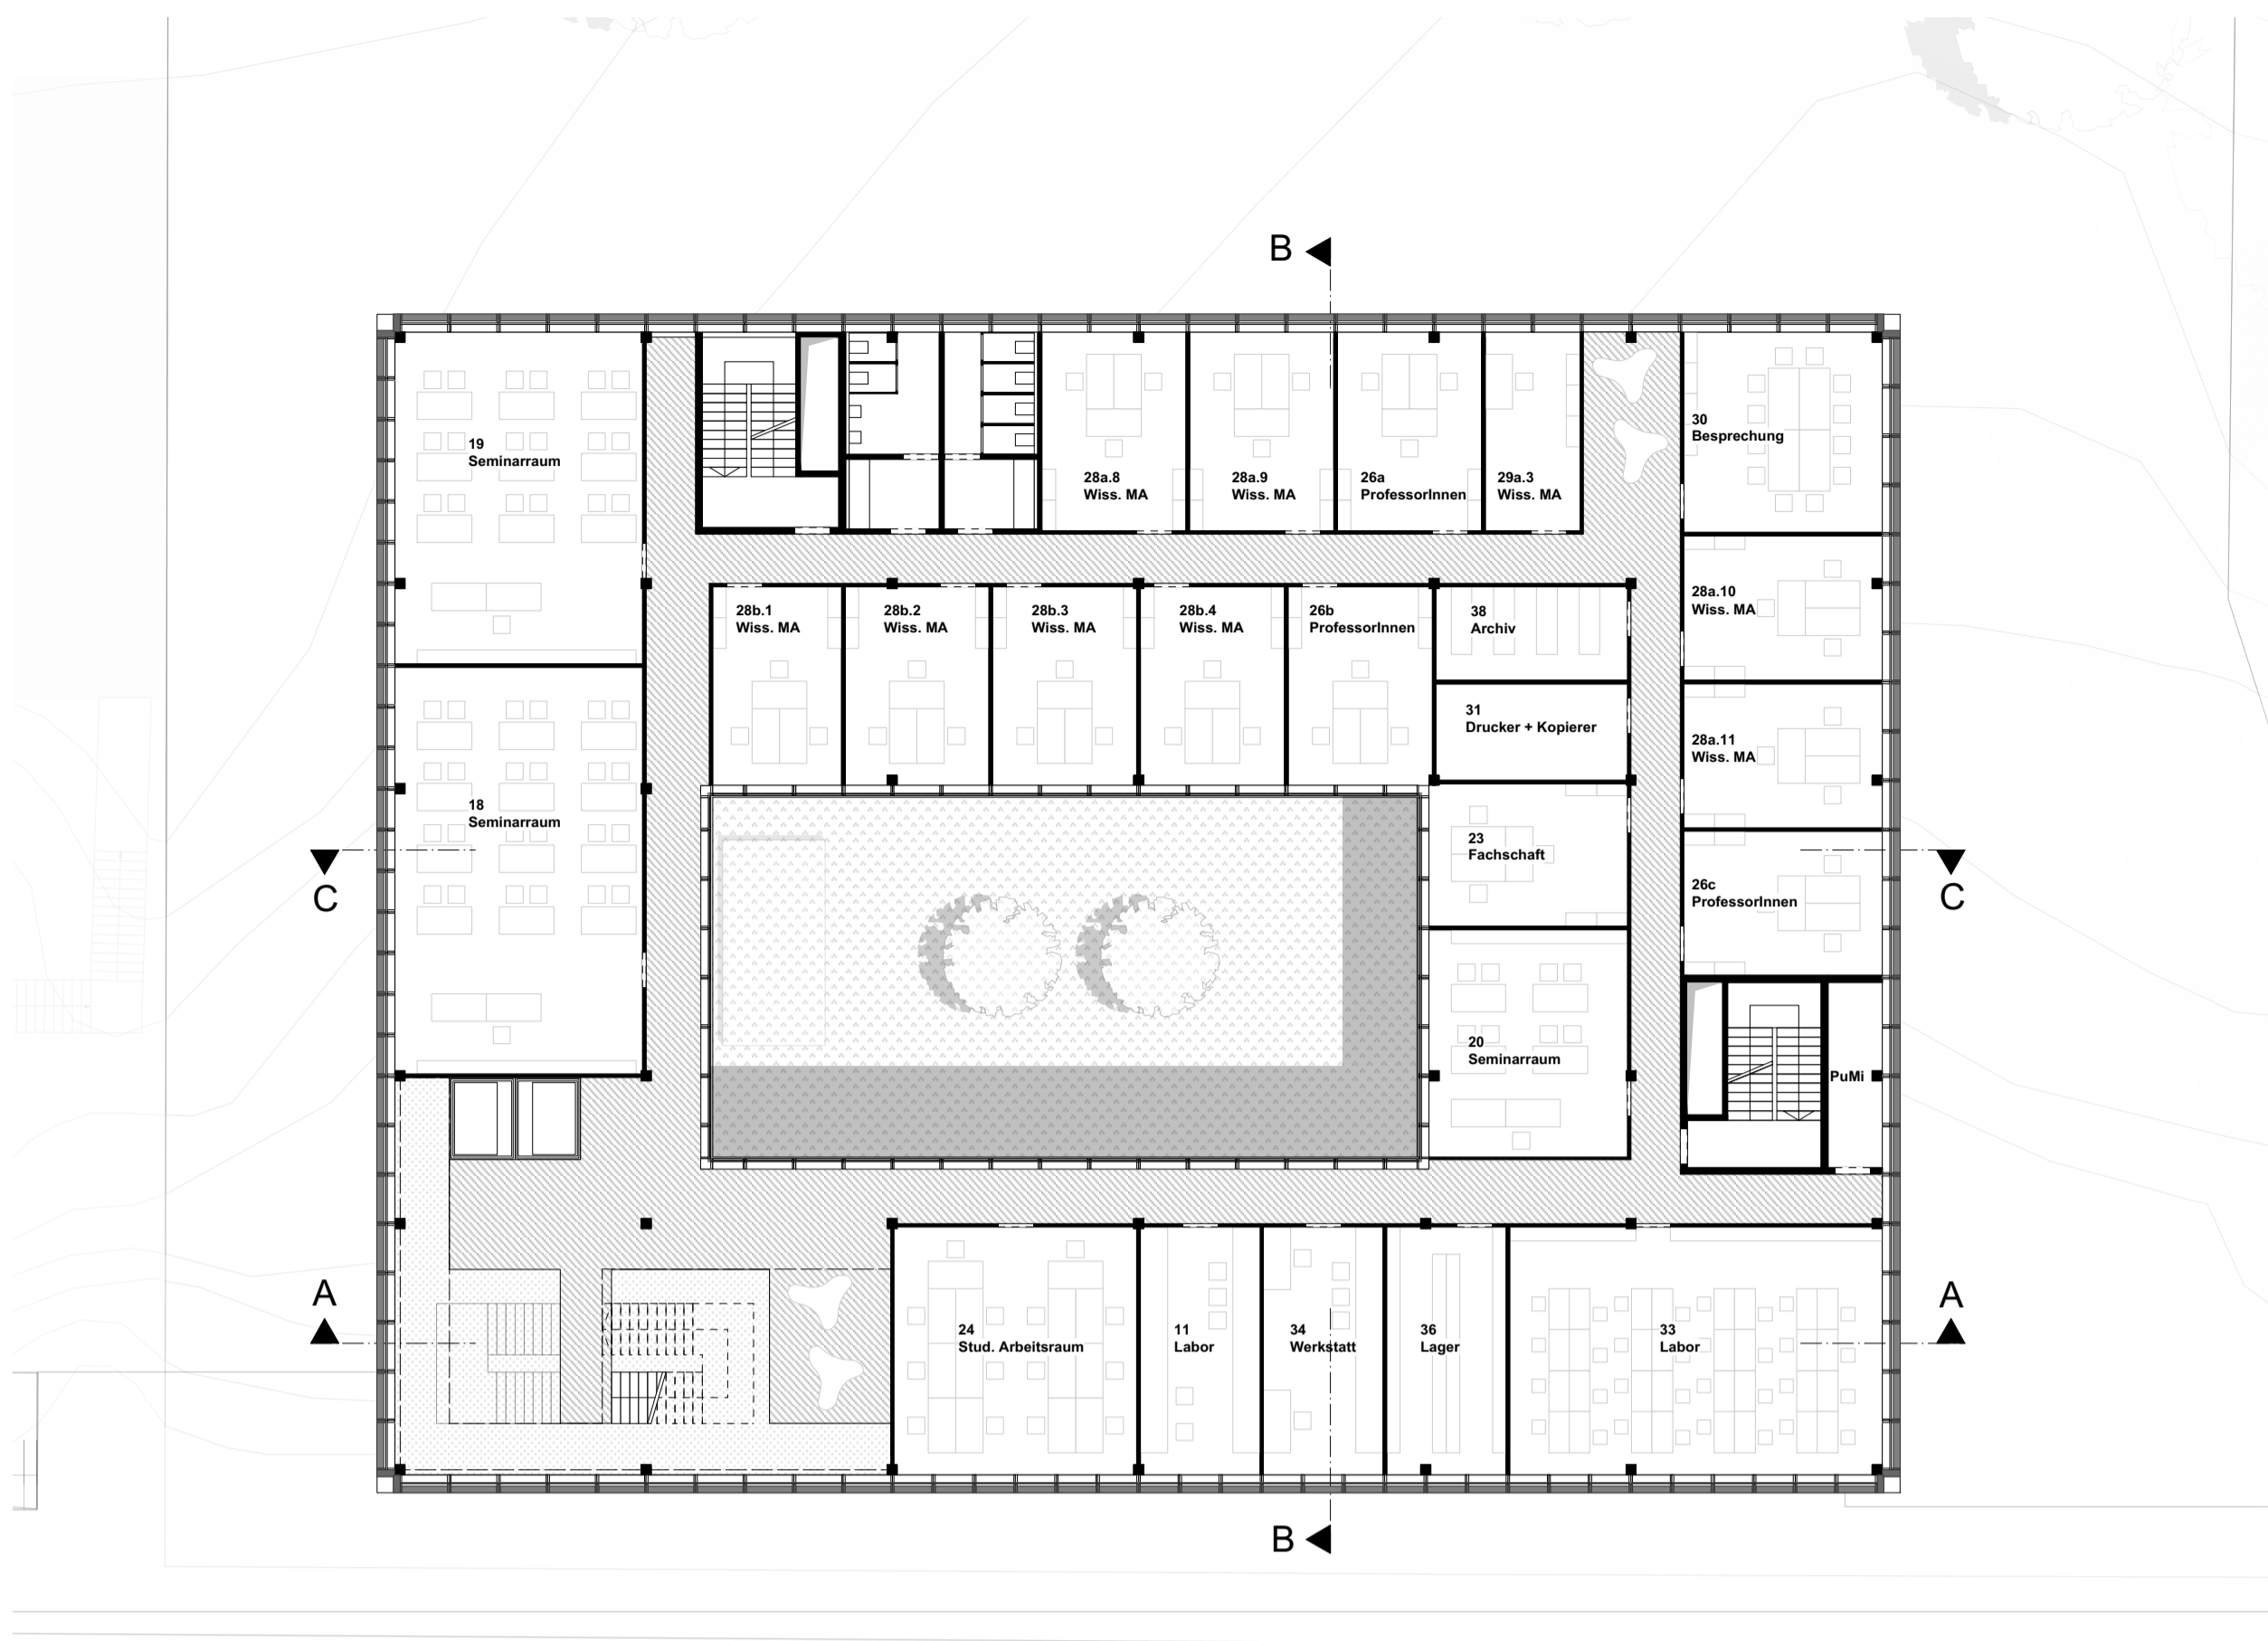 B
19
Seminarraum
28a.8
Wiss. MA
28a.9
Wiss. MA
26a
ProfessorInnen
29a.3
Wiss. MA
30
Besprechung
28b.1
Wiss. MA
28b.2
Wiss. MA
28b.3
Wiss. MA
28b.4
Wiss. MA
26b
ProfessorInnen
38
Archiv
28a.10
Wiss. MA
31
Drucker + Kopierer
28a.11
Wiss. MA
18
Seminarraum
23
Fachschaft
26c
ProfessorInnen
C
C
20
Seminarraum
PuMi
A
A
24
Stud. Arbeitsraum
11
Labor
34
Werkstatt
36
Lager
33
Labor
B